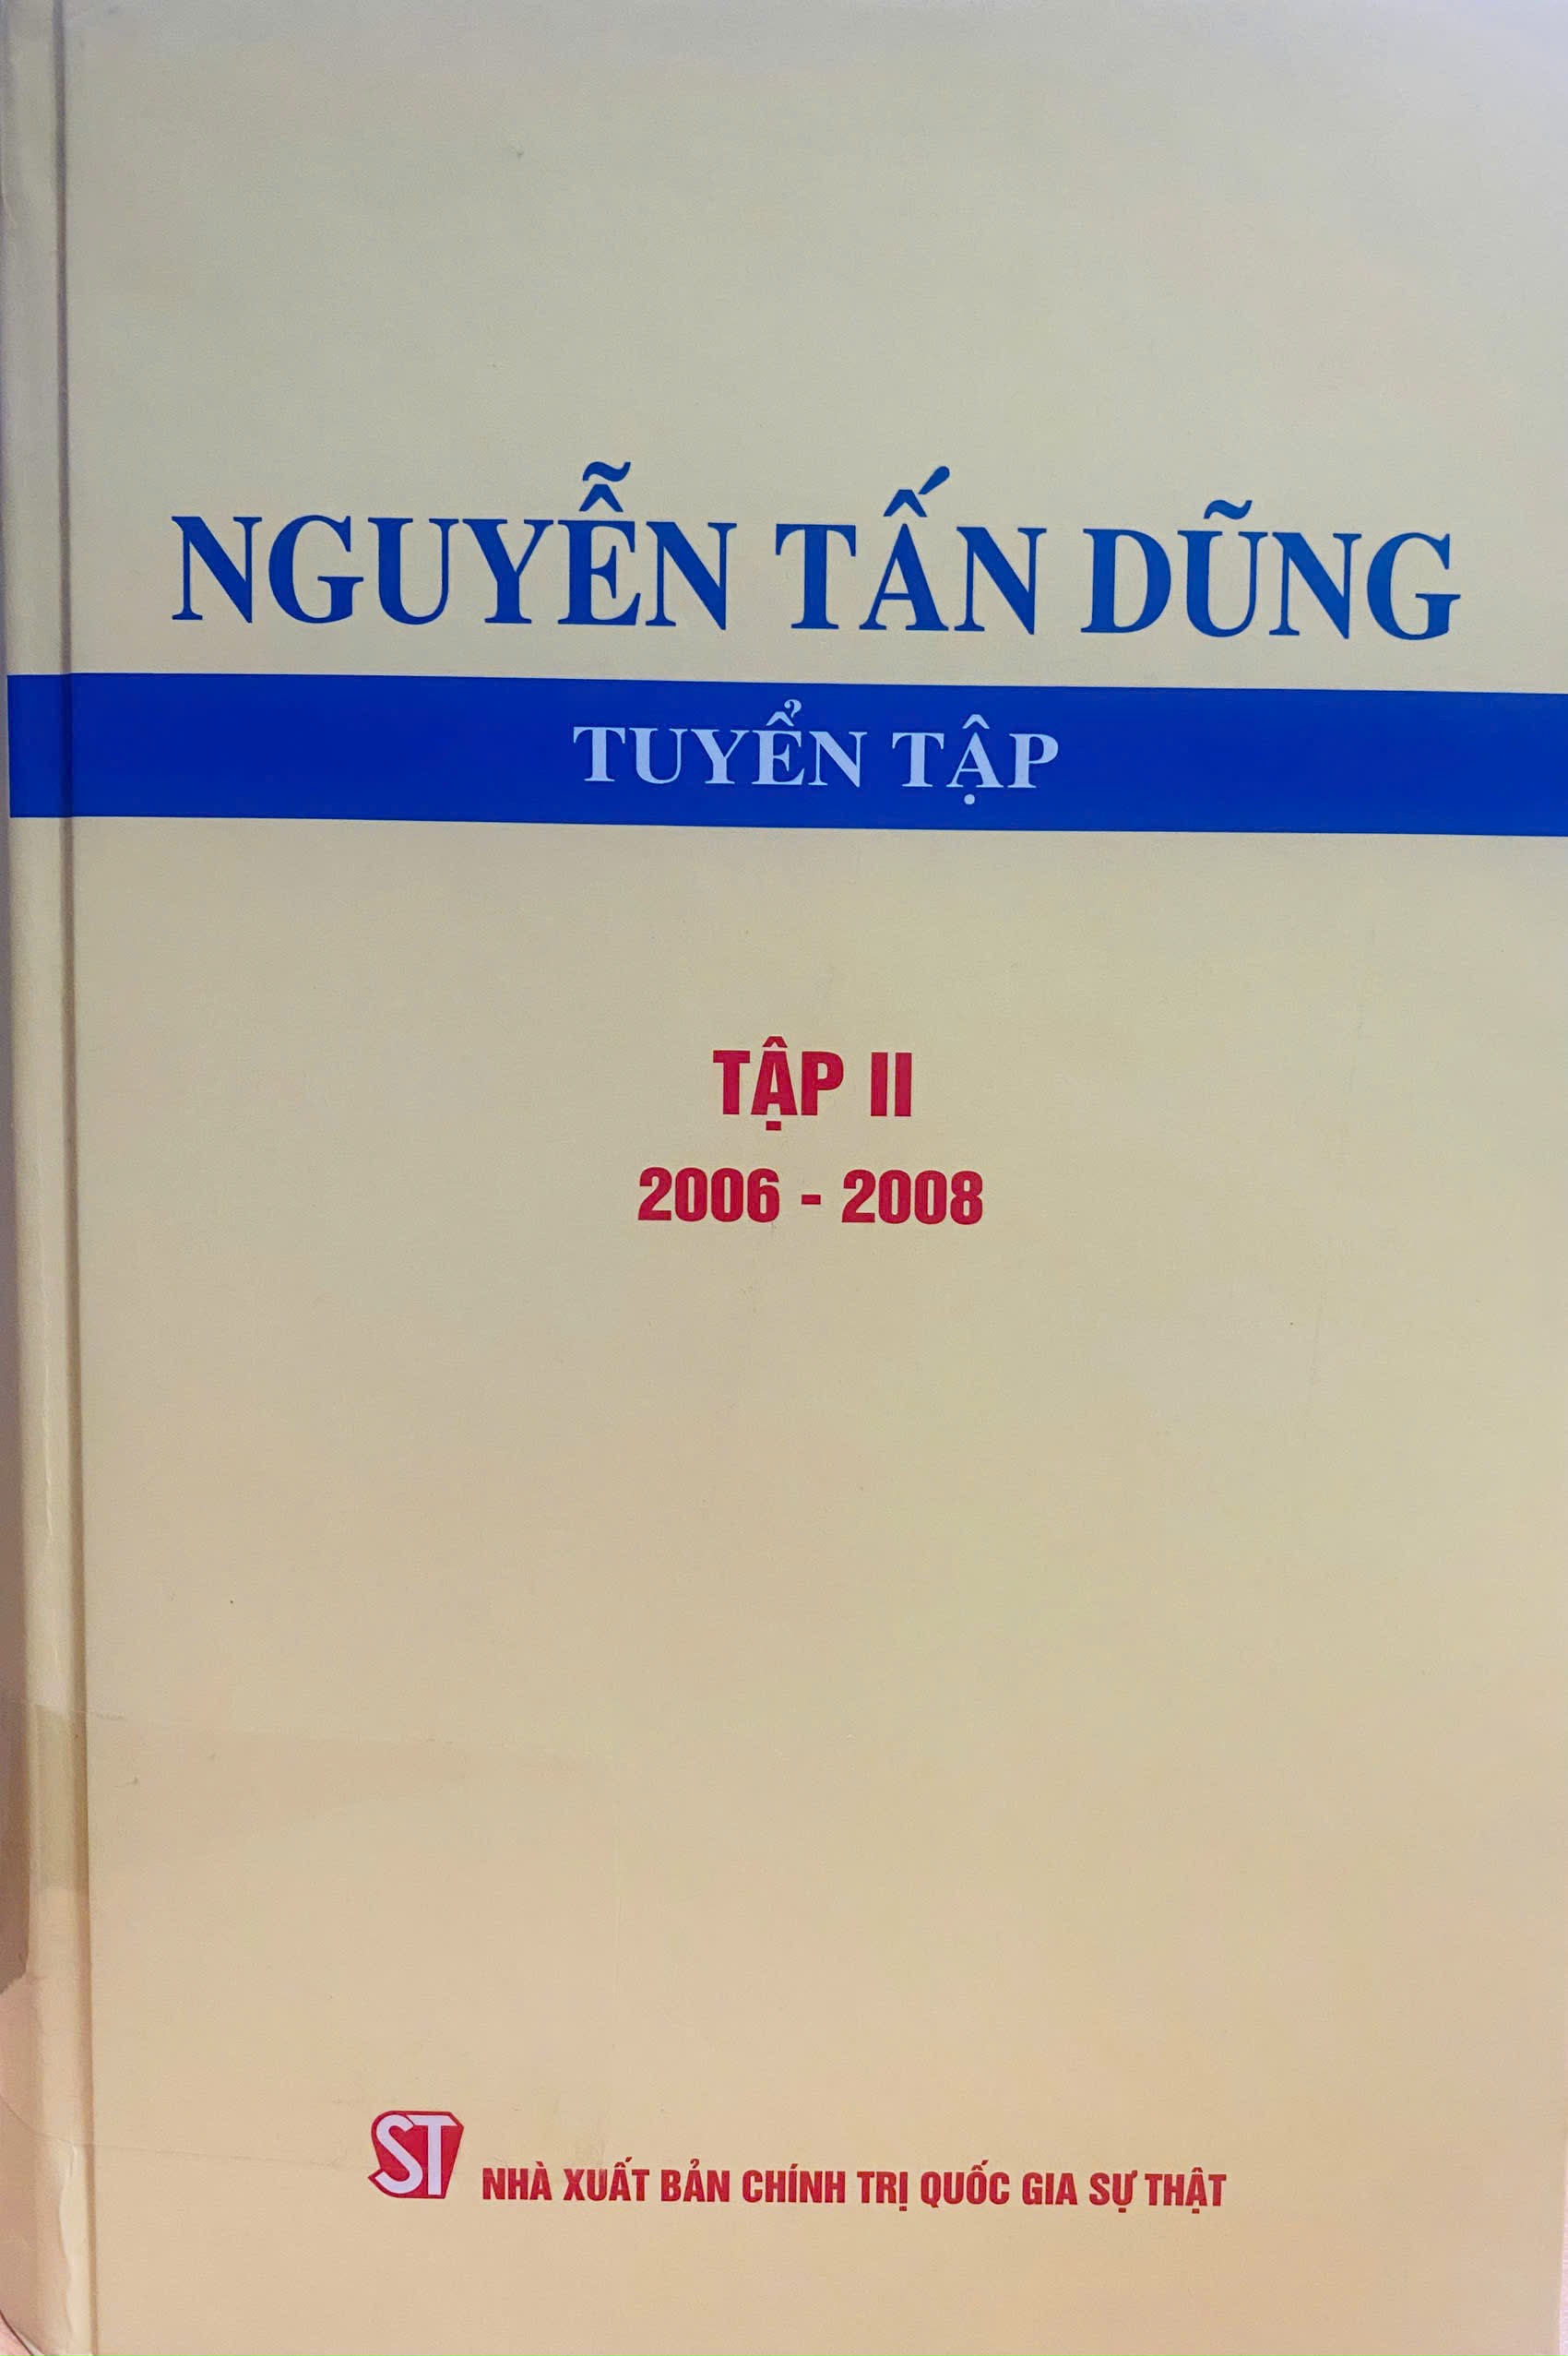 NGUYỄN TẤN DŨNG
TUYỂN TẬP
TẬP II
2006 - 2008
ST
NHÀ XUẤT BẢN CHÍNH TRỊ QUỐC GIA SỰ THẬT